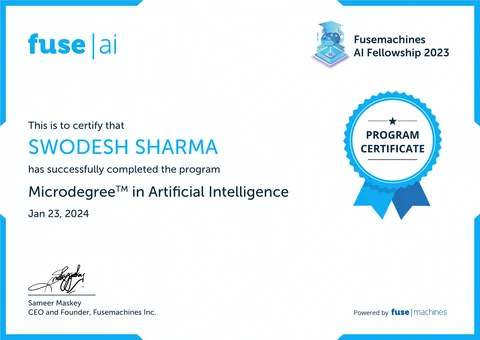 fuse|ai
Fusemachines
AI Fellowship 2023
This is to certify that
SWODESH SHARMA
has successfully completed the program
Microdegree™ in Artificial Intelligence
Jan 23, 2024
PROGRAM
CERTIFICATE
Sameer Maskey
CEO and Founder, Fusemachines Inc.
Powered by fuse|machines